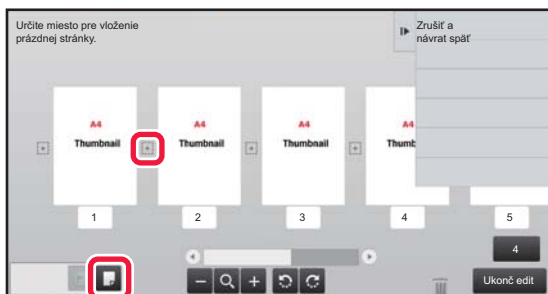 Určite miesto pre vloženie
prázdnej stránky.
Zrušiť a
návrat späť
A4
Thumbnail
A4
Thumbnail
A4
Thumbnail
A4
Thumb
1
2
3
4
5
4
Ukonč edit